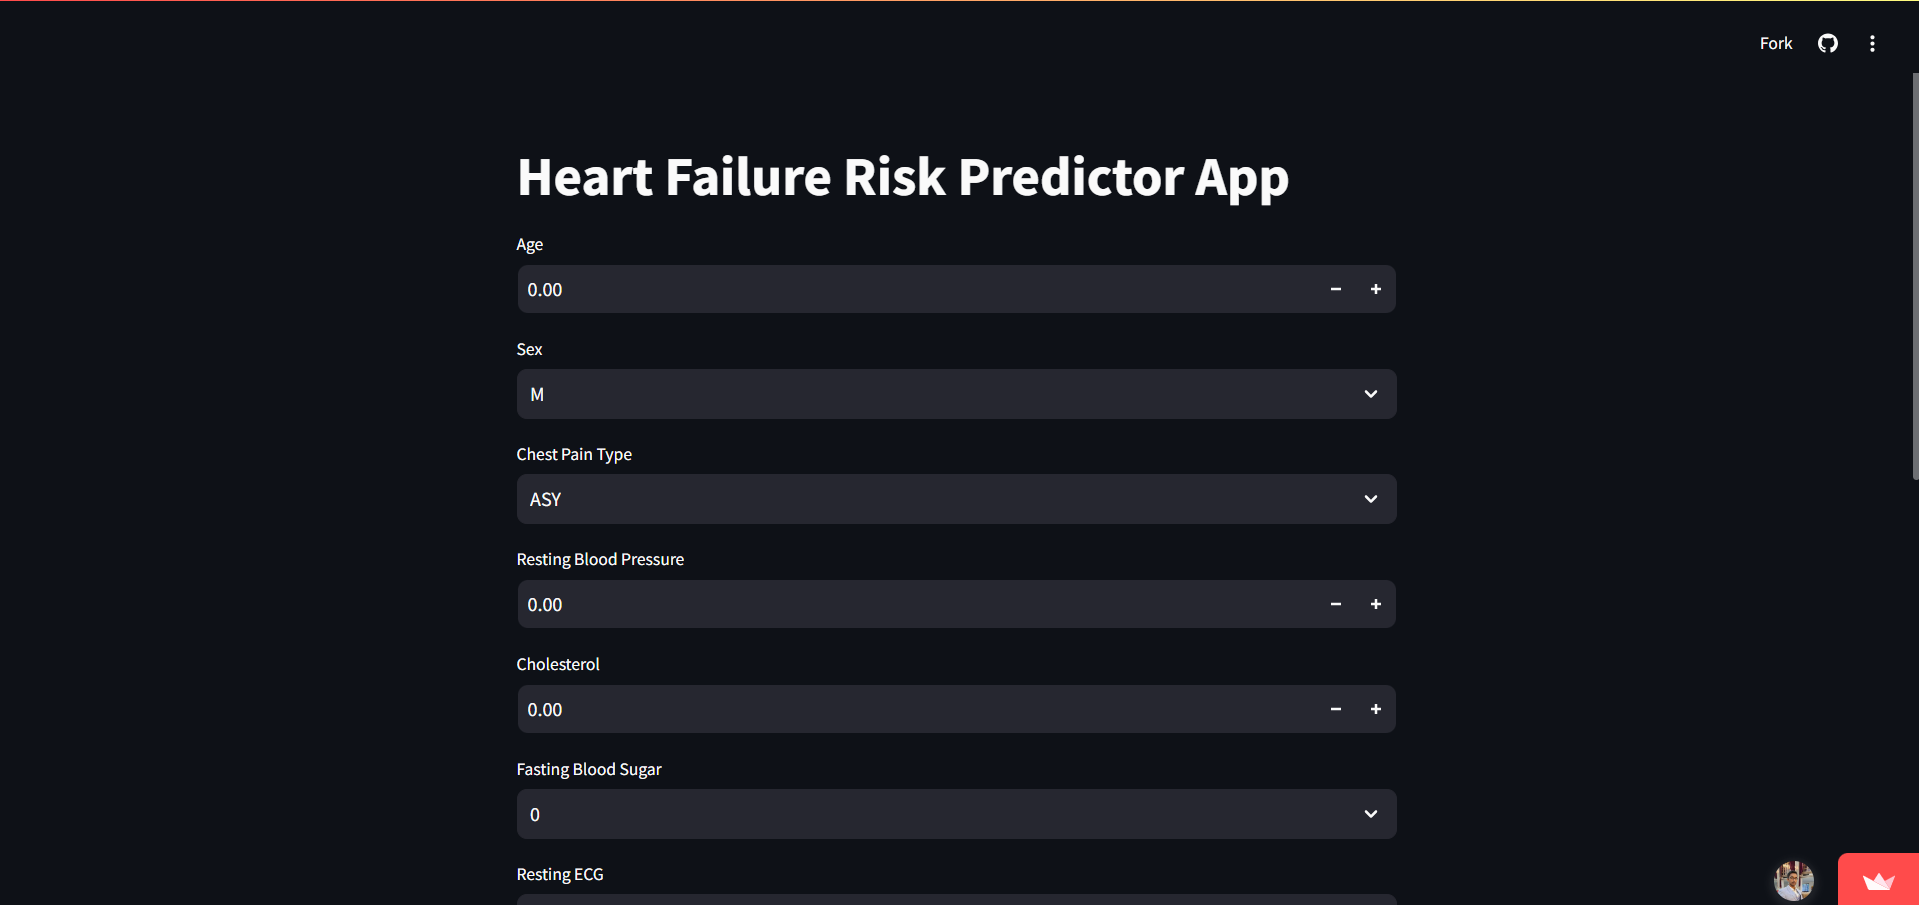 Fork
Heart Failure Risk Predictor App
Age
0.00
Sex
M
Chest Pain Type
ASY
Resting Blood Pressure
0.00
Cholesterol
0.00
Fasting Blood Sugar
0
Resting ECG